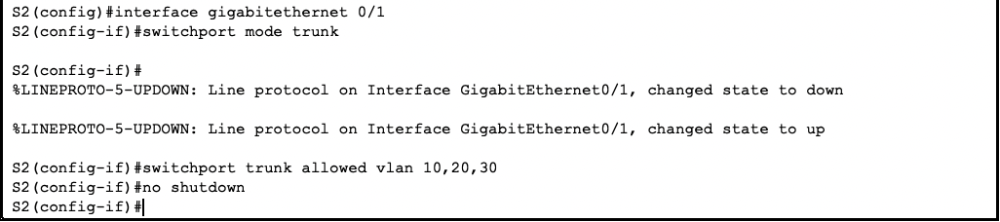 S2(config)#interface gigabitethernet 0/1
S2(config-if)#switchport mode trunk
S2(config-if)#
%LINEPROTO-5-UPDOWN: Line protocol on Interface GigabitEthernet0/1, changed state to down
%LINEPROTO-5-UPDOWN: Line protocol on Interface GigabitEthernet0/1, changed state to up
S2(config-if)#switchport trunk allowed vlan 10,20,30
S2(config-if)#no shutdown
S2(config-if)#